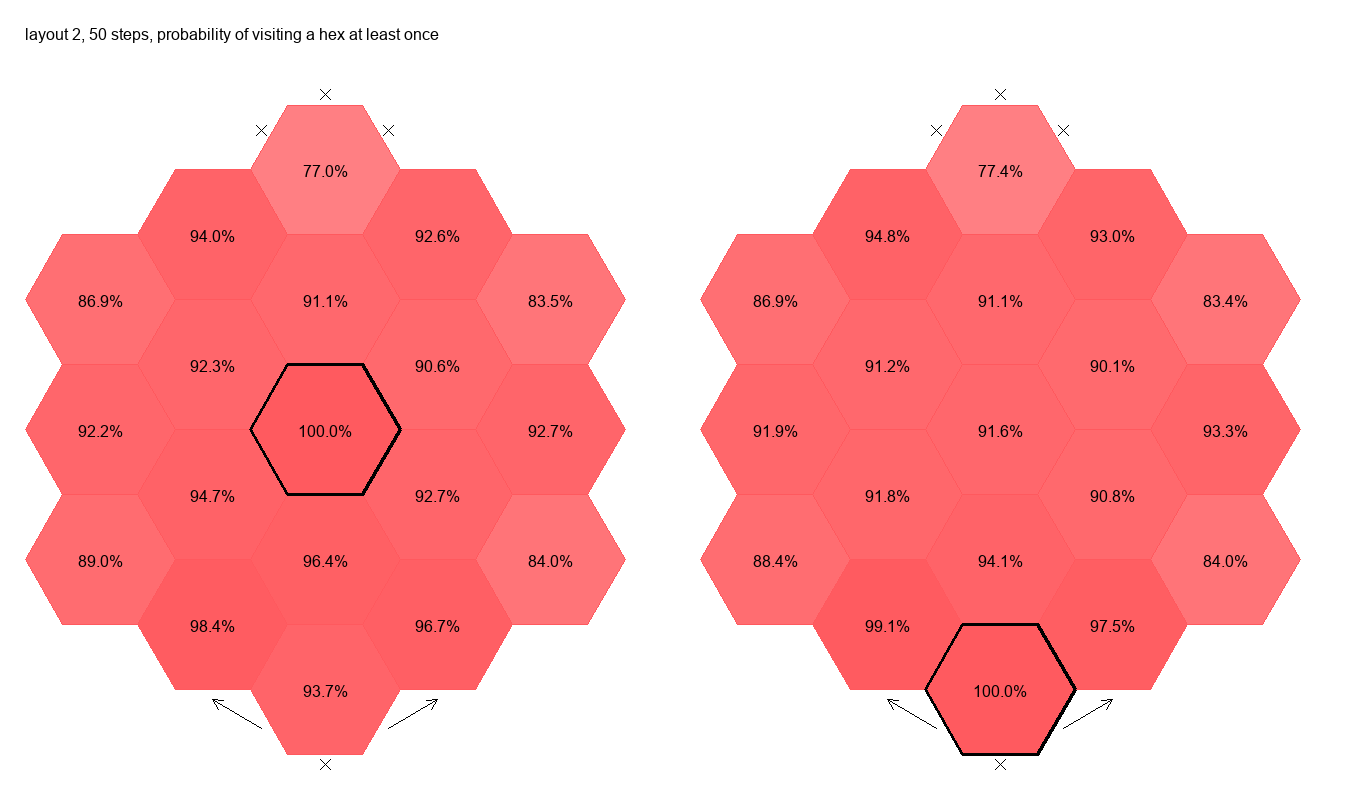 layout 2, 50 steps, probability of visiting a hex at least once
77.0% 77.4%
94.0% 92.6% 94.8% 93.0%
86.9% 91.1% 83.5% 86.9% 91.1% 83.4%
92.3% 90.6% 91.2% 90.1%
92.2% 100.0% 92.7% 91.9% 91.6% 93.3%
94.7% 92.7% 91.8% 90.8%
89.0% 96.4% 84.0% 88.4% 94.1% 84.0%
98.4% 96.7% 99.1% 97.5%
93.7% 100.0%